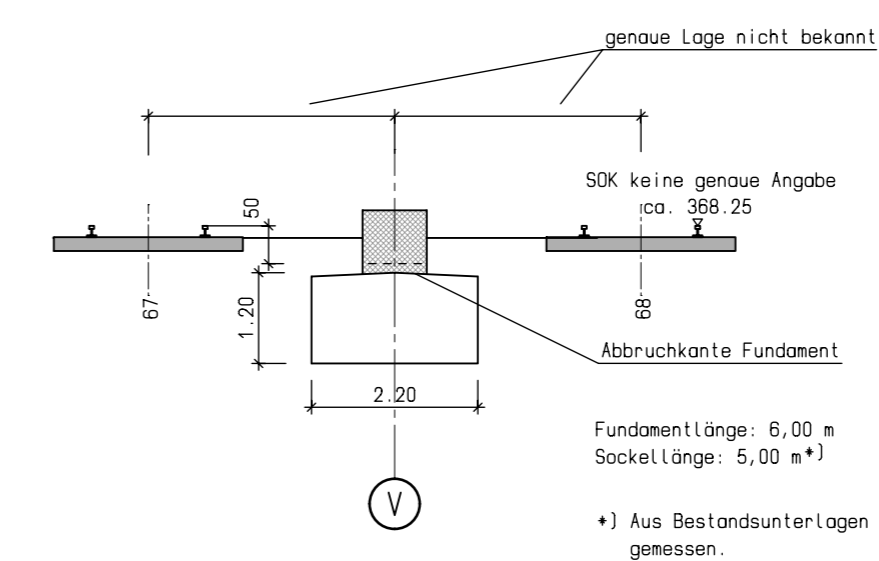 genaue Lage nicht bekannt
SOK keine genaue Angabe
ca. 368.25
50
67
68
1.20
Abbruchkante Fundament
2.20
Fundamentlänge: 6,00 m
Sockellänge: 5,00 m*)
V
*) Aus Bestandsunterlagen
gemessen.